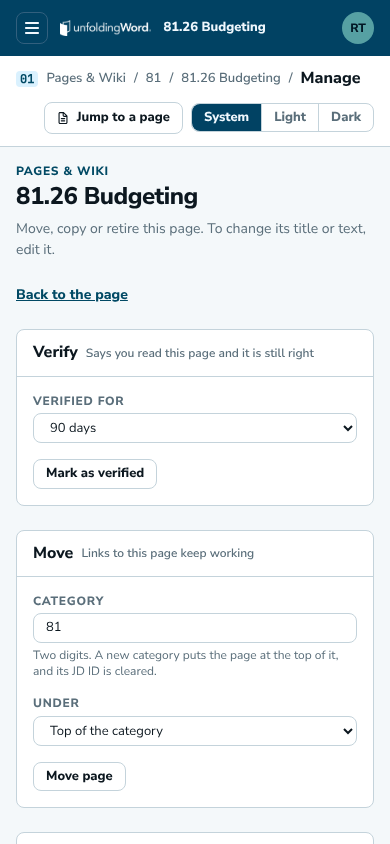 unfoldingWord. 81.26 Budgeting RT
01 Pages & Wiki / 81 / 81.26 Budgeting / Manage
Jump to a page System Light Dark
PAGES & WIKI
81.26 Budgeting
Move, copy or retire this page. To change its title or text,
edit it.
Back to the page
Verify Says you read this page and it is still right
VERIFIED FOR
90 days
Mark as verified
Move Links to this page keep working
CATEGORY
81
Two digits. A new category puts the page at the top of it,
and its JD ID is cleared.
UNDER
Top of the category
Move page